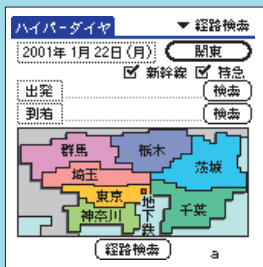 ハイパーダイヤ ▼経路検索
2001年 1月 22日 (月) 関東
☑ 新幹線 ☑ 特急
出発 検索
到着 検索
群馬 栃木
茨城
埼玉
東京
神奈川 地下鉄 千葉
経路検索 a